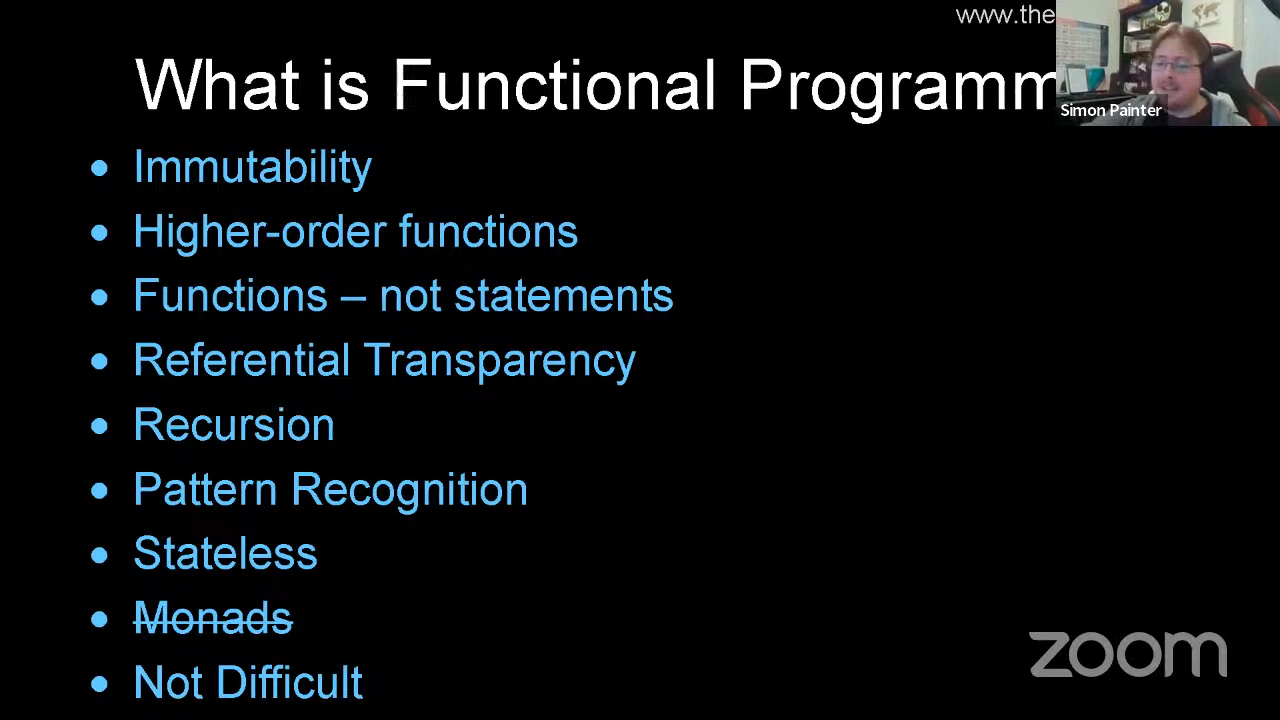 www.the
What is Functional Programm
Simon Painter
• Immutability
• Higher-order functions
• Functions – not statements
• Referential Transparency
• Recursion
• Pattern Recognition
• Stateless
• Monads
• Not Difficult
zoom